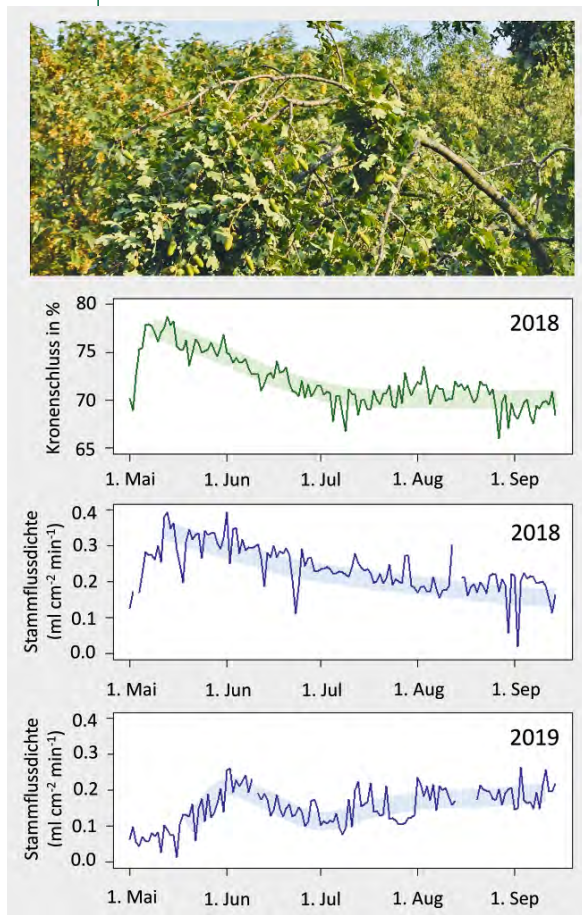 80
2018
75
70
65
Kronenschluss in %
1. Mai 1. Jun 1. Jul 1. Aug 1. Sep
0.4
2018
0.3
0.2
0.1
0.0
Stammflussdichte
(ml cm⁻² min⁻¹)
1. Mai 1. Jun 1. Jul 1. Aug 1. Sep
0.4
2019
0.3
0.2
0.1
0.0
Stammflussdichte
(ml cm⁻² min⁻¹)
1. Mai 1. Jun 1. Jul 1. Aug 1. Sep